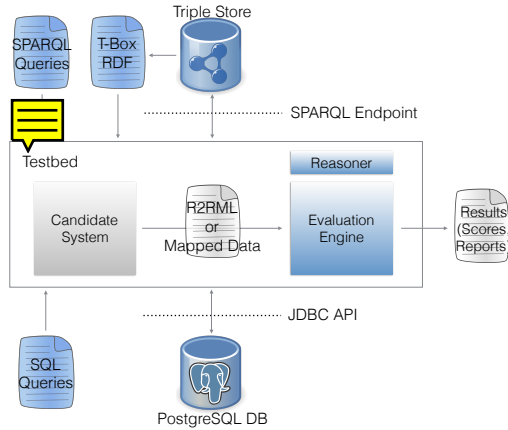 Triple Store
SPARQL
Queries
T-Box
RDF
SPARQL Endpoint
Testbed
Reasoner
Candidate
System
R2RML
or
Mapped Data
Evaluation
Engine
Results
(Scores,
Reports)
JDBC API
SQL
Queries
PostgreSQL DB